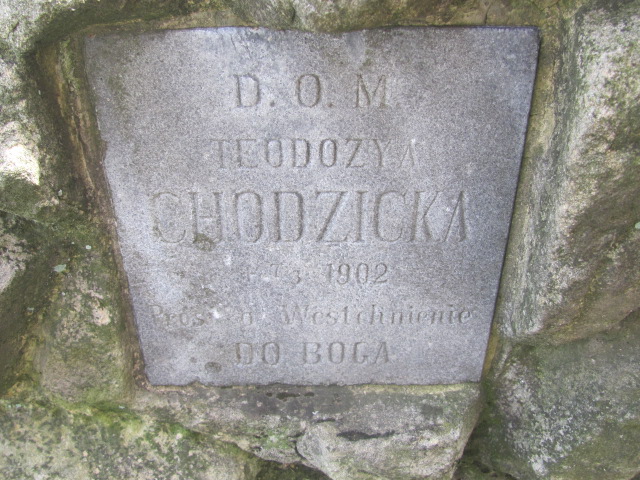 D. O. M
TEODOZYA
CHODZICKA
1902
Westchnienie
DO BOGA